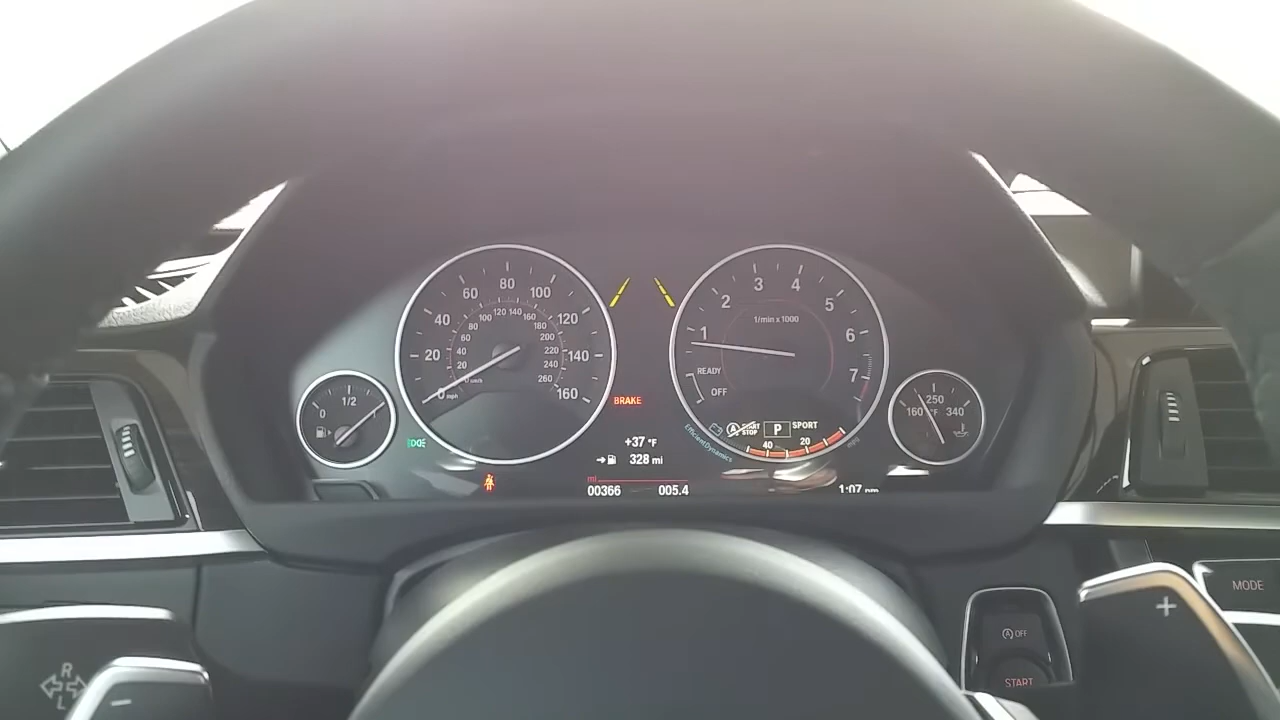 20
40
60
80
100
120
140
160
0 mph
20
40
60
80
100
120
140
160
180
200
220
240
260
km/h
0
1/2
BRAKE
+37 °F
328 mi
mi
00366
005.4
1
2
3
4
5
6
7
1/min x 1000
READY
OFF
START
STOP
P
SPORT
40
20
mpg
EfficientDynamics
1:07 pm
160
250
340
°F
MODE
+
OFF
START
R
L
−